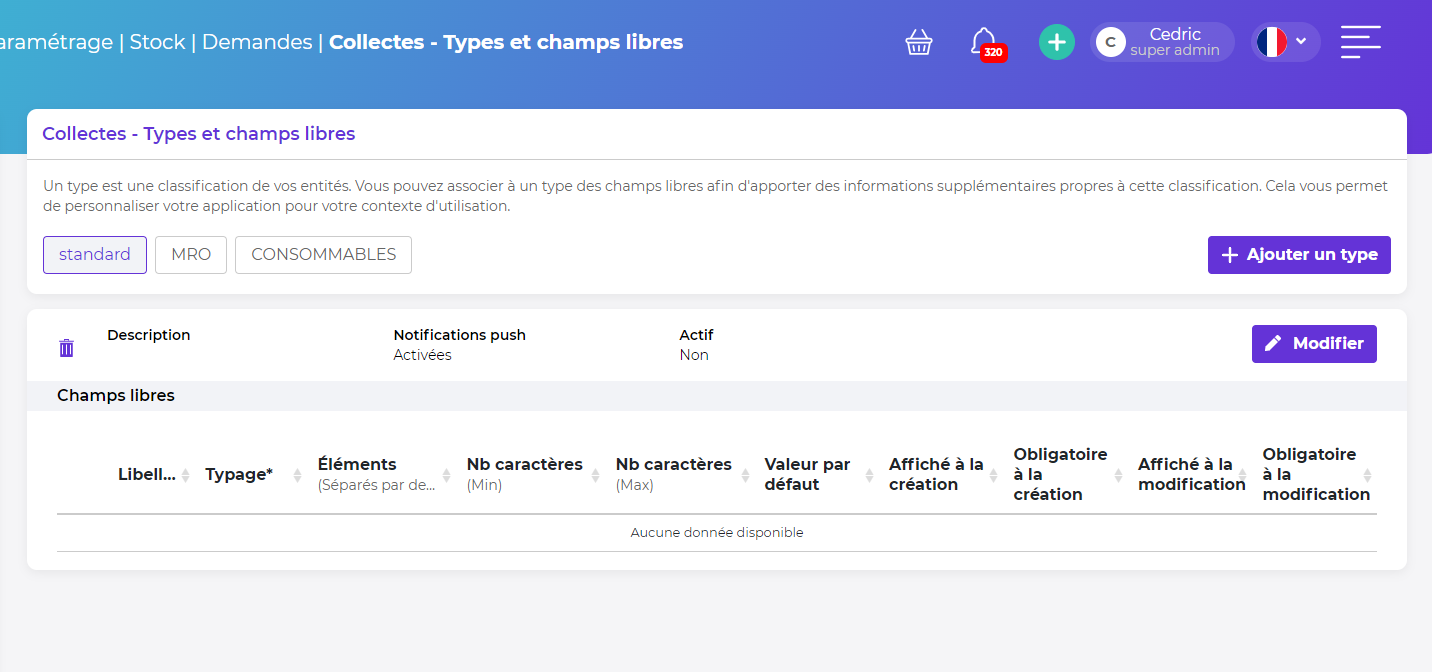 aramétrage | Stock | Demandes | Collectes - Types et champs libres
320
C
Cedric
super admin
Collectes - Types et champs libres
Un type est une classification de vos entités. Vous pouvez associer à un type des champs libres afin d'apporter des informations supplémentaires propres à cette classification. Cela vous permet
de personnaliser votre application pour votre contexte d'utilisation.
standard
MRO
CONSOMMABLES
Ajouter un type
Description
Notifications push
Activées
Actif
Non
Modifier
Champs libres
Libell...
Typage*
Éléments
(Séparés par de...
Nb caractères
(Min)
Nb caractères
(Max)
Valeur par
défaut
Affiché à la
création
Obligatoire
à la
création
Affiché à la
modification
Obligatoire
à la
modification
Aucune donnée disponible